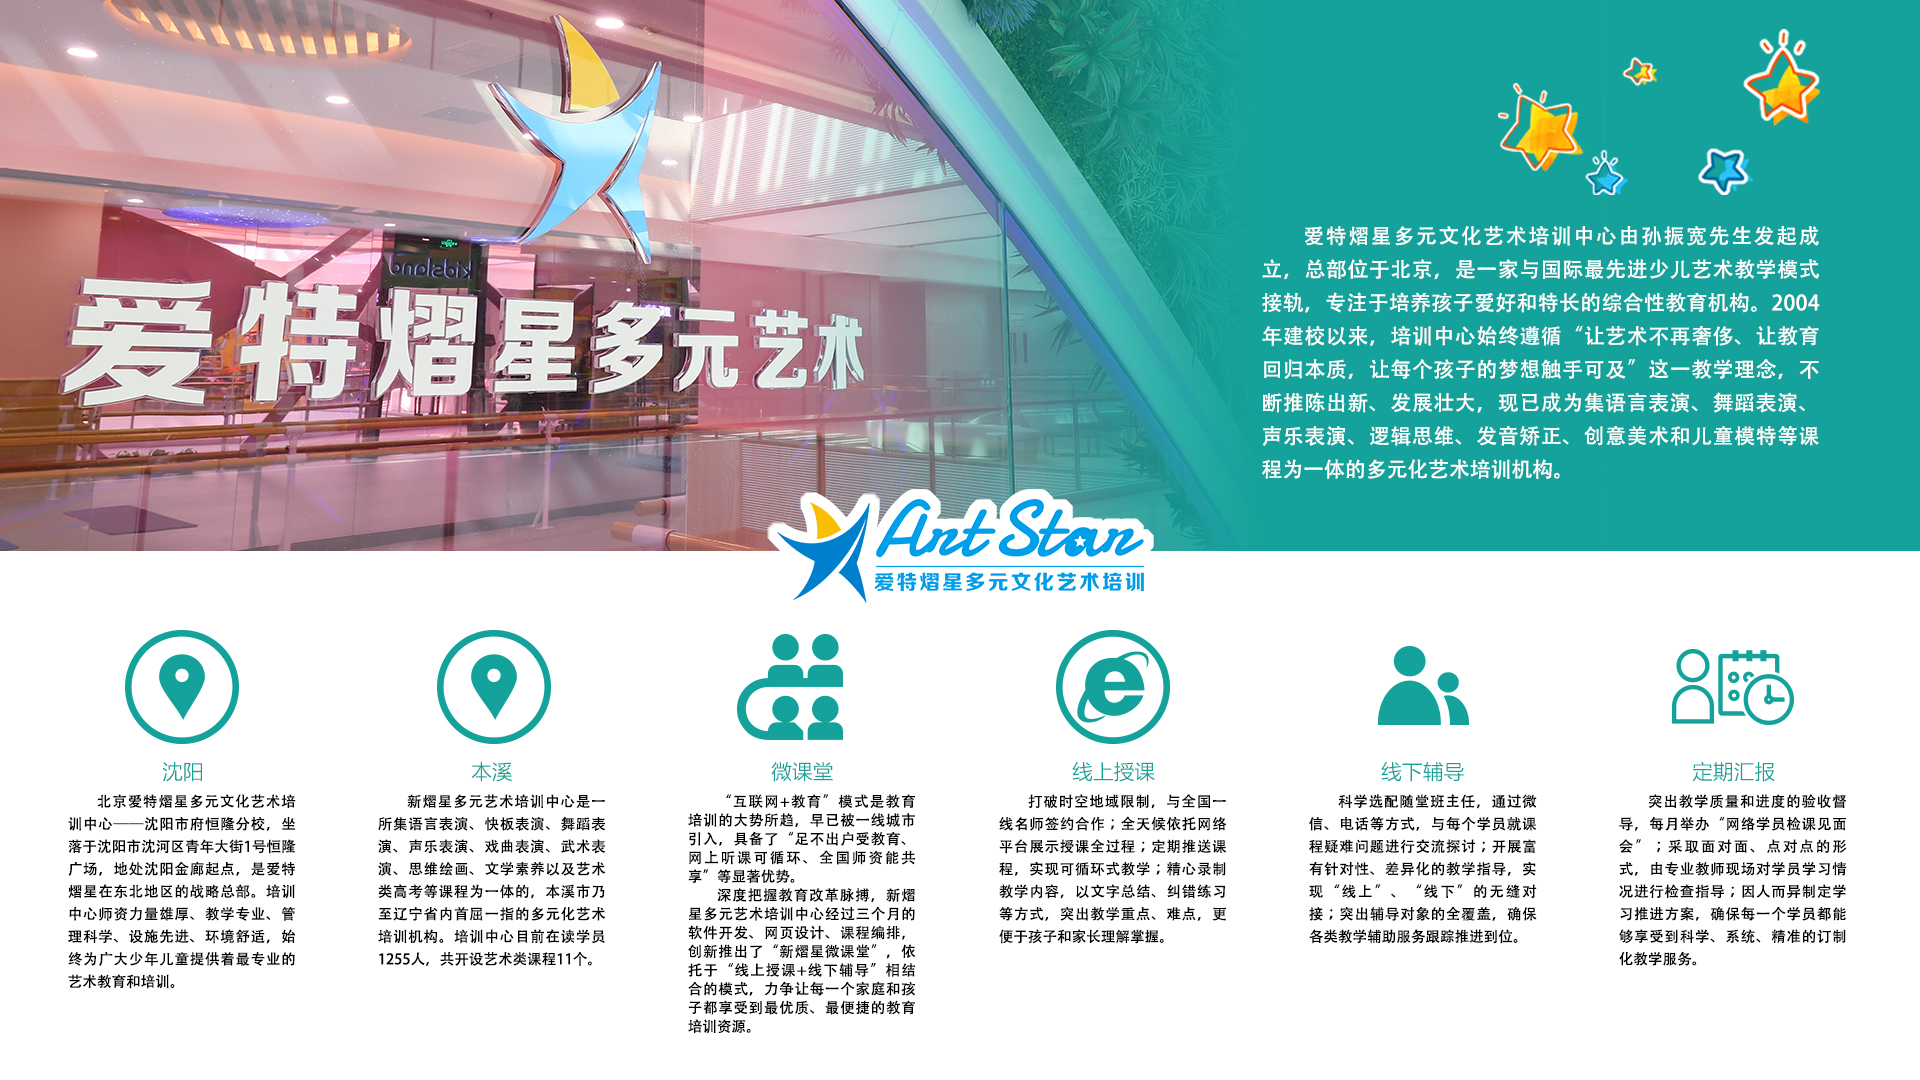 kidsland
爱特熠星多元艺术
爱特熠星多元文化艺术培训中心由孙振宽先生发起成
立，总部位于北京，是一家与国际最先进少儿艺术教学模式
接轨，专注于培养孩子爱好和特长的综合性教育机构。2004
年建校以来，培训中心始终遵循“让艺术不再奢侈、让教育
回归本质，让每个孩子的梦想触手可及”这一教学理念，不
断推陈出新、发展壮大，现已成为集语言表演、舞蹈表演、
声乐表演、逻辑思维、发音矫正、创意美术和儿童模特等课
程为一体的多元化艺术培训机构。
Art Star
爱特熠星多元文化艺术培训
沈阳
北京爱特熠星多元文化艺术培
训中心——沈阳市府恒隆分校，坐
落于沈阳市沈河区青年大街1号恒隆
广场，地处沈阳金廊起点，是爱特
熠星在东北地区的战略总部。培训
中心师资力量雄厚、教学专业、管
理科学、设施先进、环境舒适，始
终为广大少年儿童提供着最专业的
艺术教育和培训。
本溪
新熠星多元艺术培训中心是一
所集语言表演、快板表演、舞蹈表
演、声乐表演、戏曲表演、武术表
演、思维绘画、文学素养以及艺术
类高考等课程为一体的，本溪市乃
至辽宁省内首屈一指的多元化艺术
培训机构。培训中心目前在读学员
1255人，共开设艺术类课程11个。
微课堂
“互联网+教育”模式是教育
培训的大势所趋，早已被一线城市
引入，具备了“足不出户受教育、
网上听课可循环、全国师资能共
享”等显著优势。
深度把握教育改革脉搏，新熠
星多元艺术培训中心经过三个月的
软件开发、网页设计、课程编排，
创新推出了“新熠星微课堂”，依
托于“线上授课+线下辅导”相结
合的模式，力争让每一个家庭和孩
子都享受到最优质、最便捷的教育
培训资源。
线上授课
打破时空地域限制，与全国一
线名师签约合作；全天候依托网络
平台展示授课全过程；定期推送课
程，实现可循环式教学；精心录制
教学内容，以文字总结、纠错练习
等方式，突出教学重点、难点，更
便于孩子和家长理解掌握。
线下辅导
科学选配随堂班主任，通过微
信、电话等方式，与每个学员就课
程疑难问题进行交流探讨；开展富
有针对性、差异化的教学指导，实
现“线上”、“线下”的无缝对
接；突出辅导对象的全覆盖，确保
各类教学辅助服务跟踪推进到位。
定期汇报
突出教学质量和进度的验收督
导，每月举办“网络学员检课见面
会”；采取面对面、点对点的形
式，由专业教师现场对学员学习情
况进行检查指导；因人而异制定学
习推进方案，确保每一个学员都能
够享受到科学、系统、精准的订制
化教学服务。